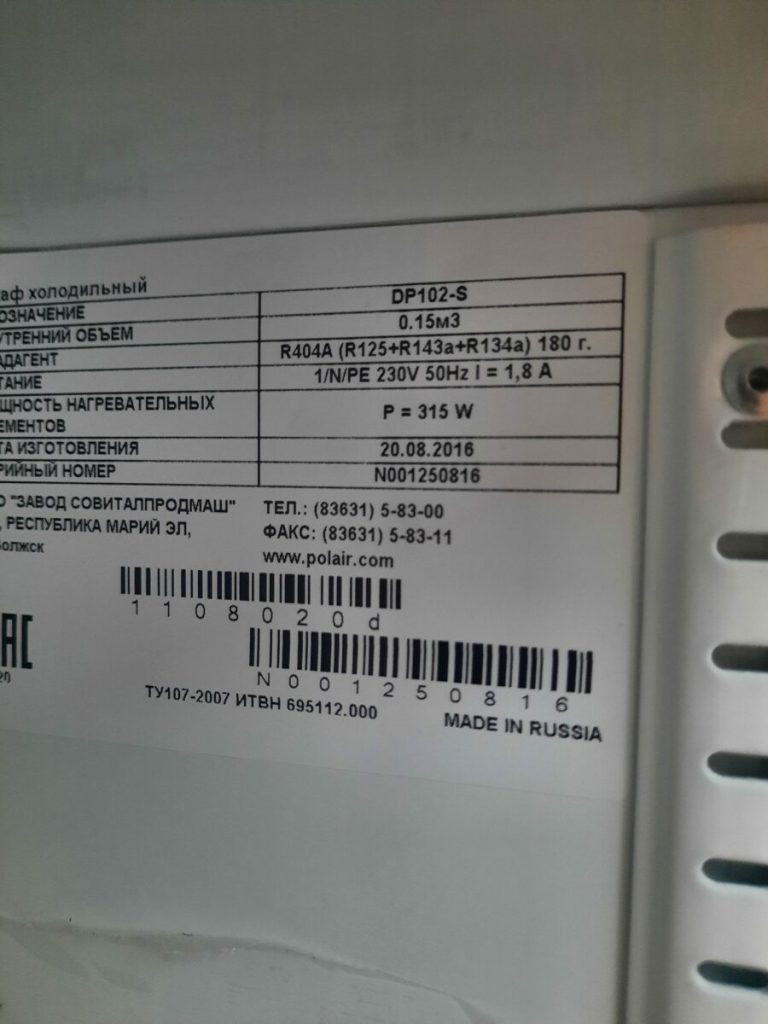 аф холодильный
ОЗНАЧЕНИЕ DP102-S
УТРЕННИЙ ОБЪЕМ 0.15м3
АДАГЕНТ R404A (R125+R143a+R134a) 180 г.
ТАНИЕ 1/N/PE 230V 50Hz I = 1,8 A
ЩНОСТЬ НАГРЕВАТЕЛЬНЫХ
ЕМЕНТОВ P = 315 W
ТА ИЗГОТОВЛЕНИЯ 20.08.2016
РИЙНЫЙ НОМЕР N001250816
О "ЗАВОД СОВИТАЛПРОДМАШ" ТЕЛ.: (83631) 5-83-00
, РЕСПУБЛИКА МАРИЙ ЭЛ, ФАКС: (83631) 5-83-11
олжск www.polair.com
1108020d
EAC
N001250816
ТУ107-2007 ИТВН 695112.000
MADE IN RUSSIA